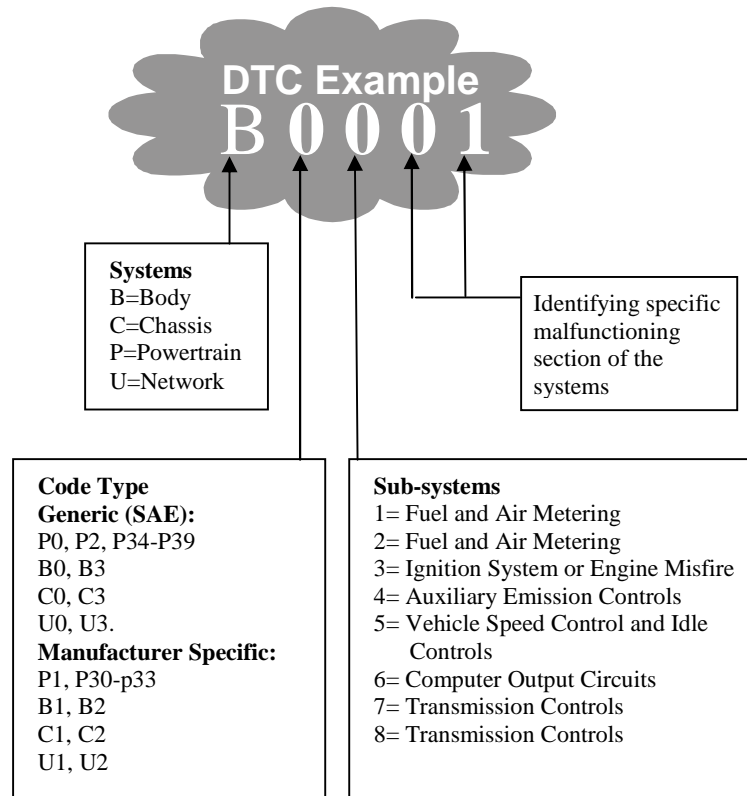 DTC Example
B 0 0 0 1
Systems
B=Body
C=Chassis
P=Powertrain
U=Network
Identifying specific
malfunctioning
section of the
systems
Code Type
Generic (SAE):
P0, P2, P34-P39
B0, B3
C0, C3
U0, U3.
Manufacturer Specific:
P1, P30-p33
B1, B2
C1, C2
U1, U2
Sub-systems
1= Fuel and Air Metering
2= Fuel and Air Metering
3= Ignition System or Engine Misfire
4= Auxiliary Emission Controls
5= Vehicle Speed Control and Idle
Controls
6= Computer Output Circuits
7= Transmission Controls
8= Transmission Controls